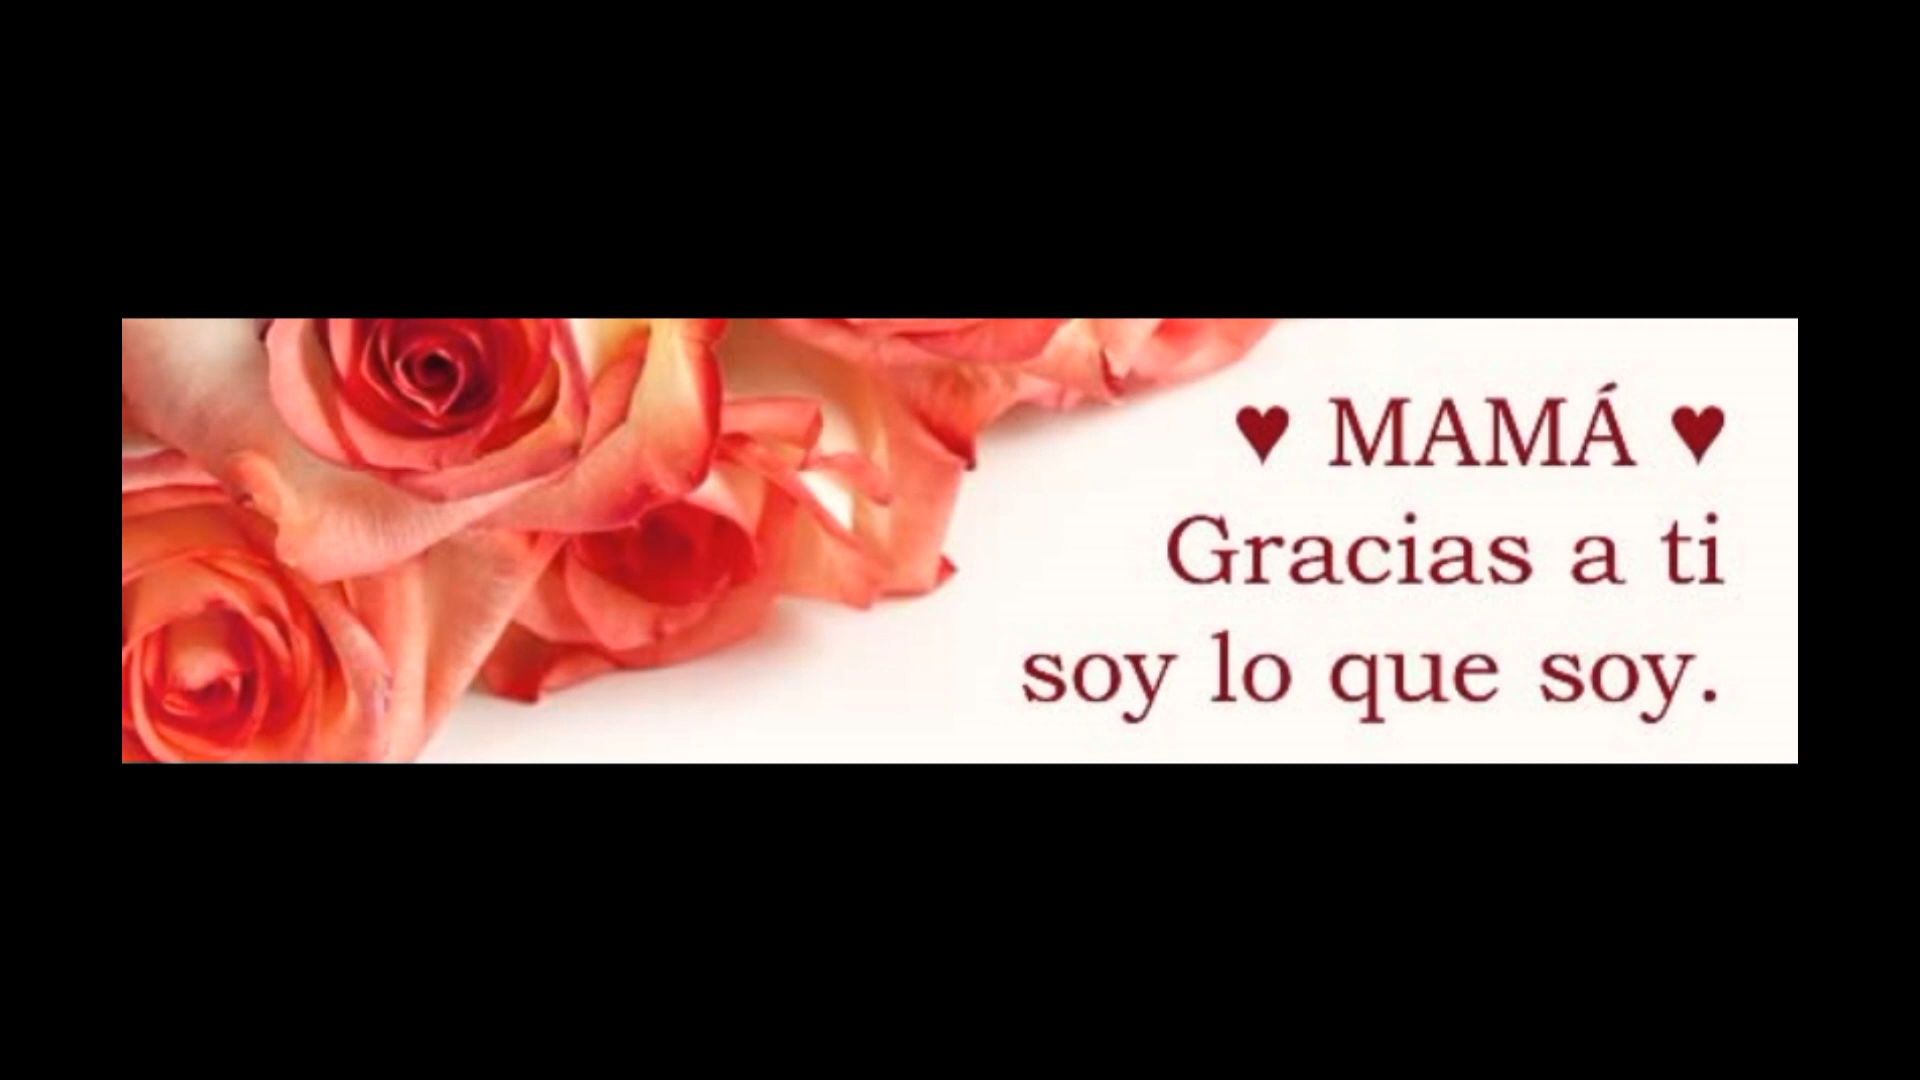 ♥ MAMÁ ♥
Gracias a ti
soy lo que soy.